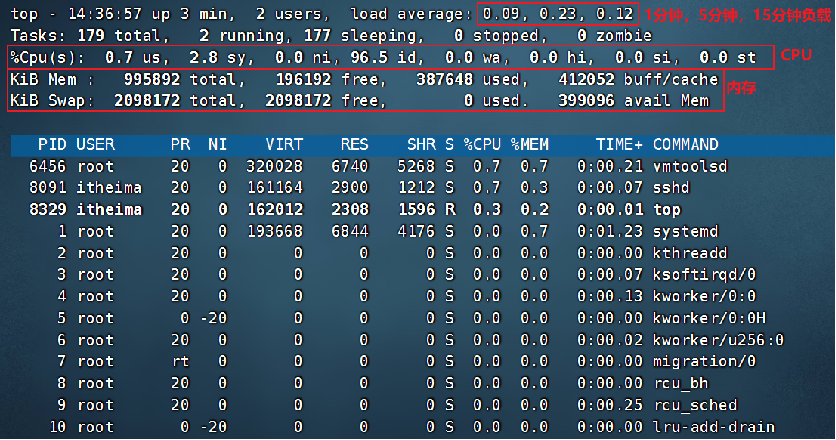 top - 14:36:57 up 3 min,  2 users,  load average: 0.09, 0.23, 0.12 1分钟，5分钟，15分钟负载
Tasks: 179 total,   2 running, 177 sleeping,   0 stopped,   0 zombie
%Cpu(s):  0.7 us,  2.8 sy,  0.0 ni, 96.5 id,  0.0 wa,  0.0 hi,  0.0 si,  0.0 st CPU
KiB Mem :   995892 total,   196192 free,   387648 used,   412052 buff/cache
内存
KiB Swap:  2098172 total,  2098172 free,        0 used.   399096 avail Mem
PID USER      PR  NI    VIRT    RES    SHR S %CPU %MEM     TIME+ COMMAND
6456 root      20   0  320028   6740   5268 S  0.7  0.7   0:00.21 vmtoolsd
8091 itheima   20   0  161164   2900   1212 S  0.7  0.3   0:00.07 sshd
8329 itheima   20   0  162012   2308   1596 R  0.3  0.2   0:00.01 top
1 root      20   0  193668   6844   4176 S  0.0  0.7   0:01.23 systemd
2 root      20   0       0      0      0 S  0.0  0.0   0:00.00 kthreadd
3 root      20   0       0      0      0 S  0.0  0.0   0:00.07 ksoftirqd/0
4 root      20   0       0      0      0 S  0.0  0.0   0:00.13 kworker/0:0
5 root       0 -20       0      0      0 S  0.0  0.0   0:00.00 kworker/0:0H
6 root      20   0       0      0      0 S  0.0  0.0   0:00.02 kworker/u256:0
7 root      rt   0       0      0      0 S  0.0  0.0   0:00.00 migration/0
8 root      20   0       0      0      0 S  0.0  0.0   0:00.00 rcu_bh
9 root      20   0       0      0      0 S  0.0  0.0   0:00.25 rcu_sched
10 root       0 -20       0      0      0 S  0.0  0.0   0:00.00 lru-add-drain